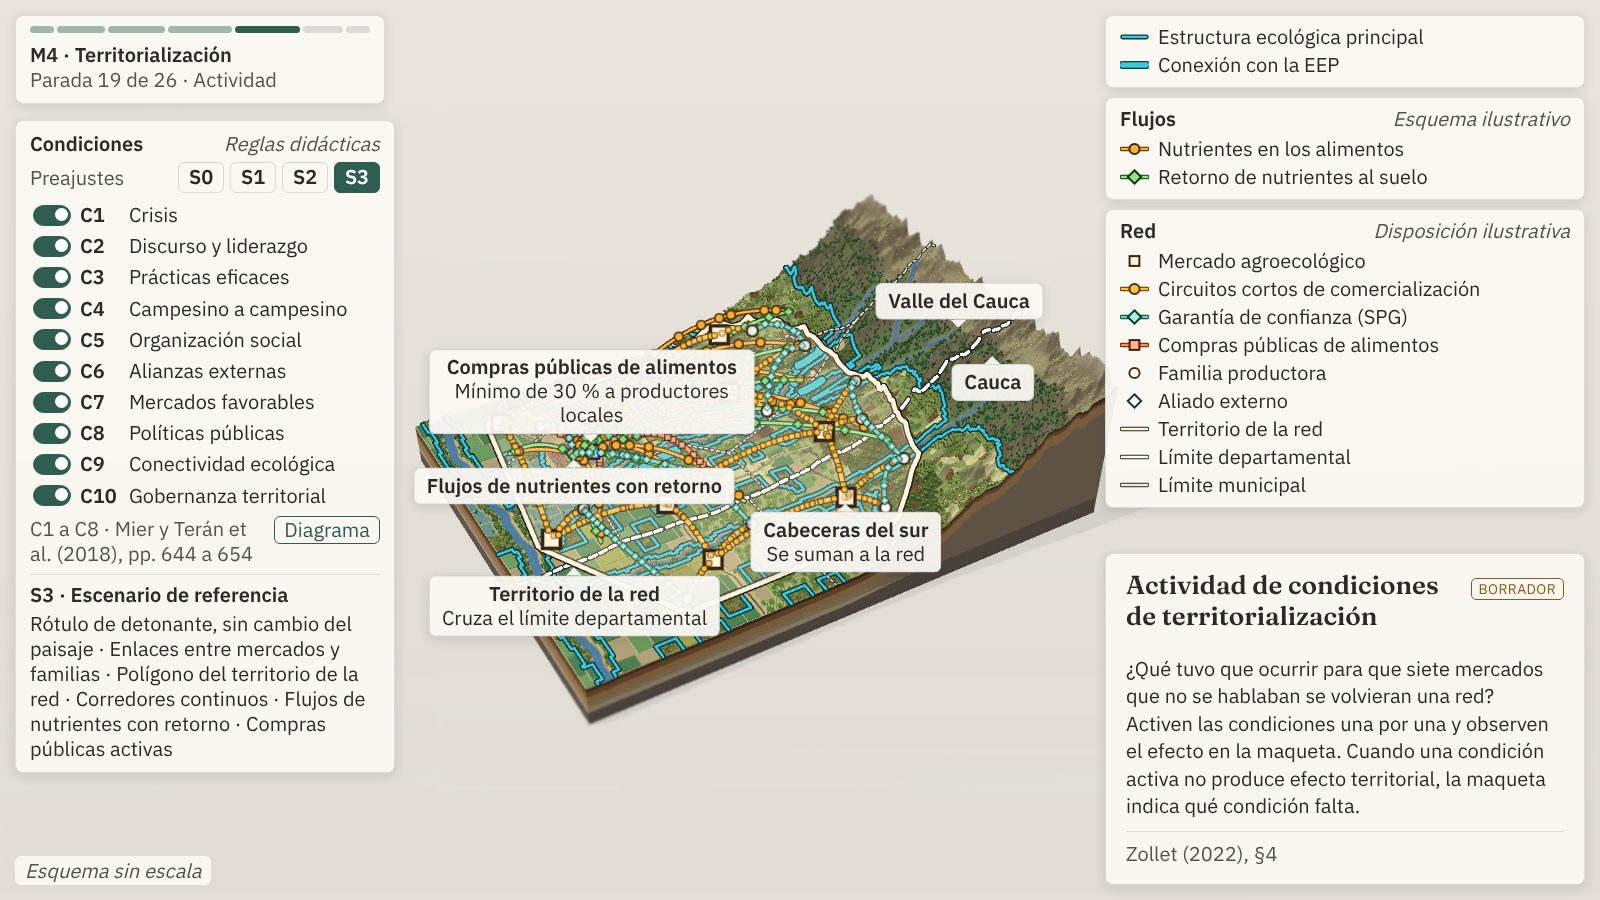 M4 · Territorialización
Parada 19 de 26 · Actividad
Condiciones
Reglas didácticas
Preajustes
S0
S1
S2
S3
C1 Crisis
C2 Discurso y liderazgo
C3 Prácticas eficaces
C4 Campesino a campesino
C5 Organización social
C6 Alianzas externas
C7 Mercados favorables
C8 Políticas públicas
C9 Conectividad ecológica
C10 Gobernanza territorial
C1 a C8 · Mier y Terán et
al. (2018), pp. 644 a 654
Diagrama
S3 · Escenario de referencia
Rótulo de detonante, sin cambio del
paisaje · Enlaces entre mercados y
familias · Polígono del territorio de la
red · Corredores continuos · Flujos de
nutrientes con retorno · Compras
públicas activas
Esquema sin escala
Valle del Cauca
Cauca
Compras públicas de alimentos
Mínimo de 30 % a productores
locales
Flujos de nutrientes con retorno
Cabeceras del sur
Se suman a la red
Territorio de la red
Cruza el límite departamental
Estructura ecológica principal
Conexión con la EEP
Flujos
Esquema ilustrativo
Nutrientes en los alimentos
Retorno de nutrientes al suelo
Red
Disposición ilustrativa
Mercado agroecológico
Circuitos cortos de comercialización
Garantía de confianza (SPG)
Compras públicas de alimentos
Familia productora
Aliado externo
Territorio de la red
Límite departamental
Límite municipal
Actividad de condiciones
de territorialización
BORRADOR
¿Qué tuvo que ocurrir para que siete mercados
que no se hablaban se volvieran una red?
Activen las condiciones una por una y observen
el efecto en la maqueta. Cuando una condición
activa no produce efecto territorial, la maqueta
indica qué condición falta.
Zollet (2022), §4